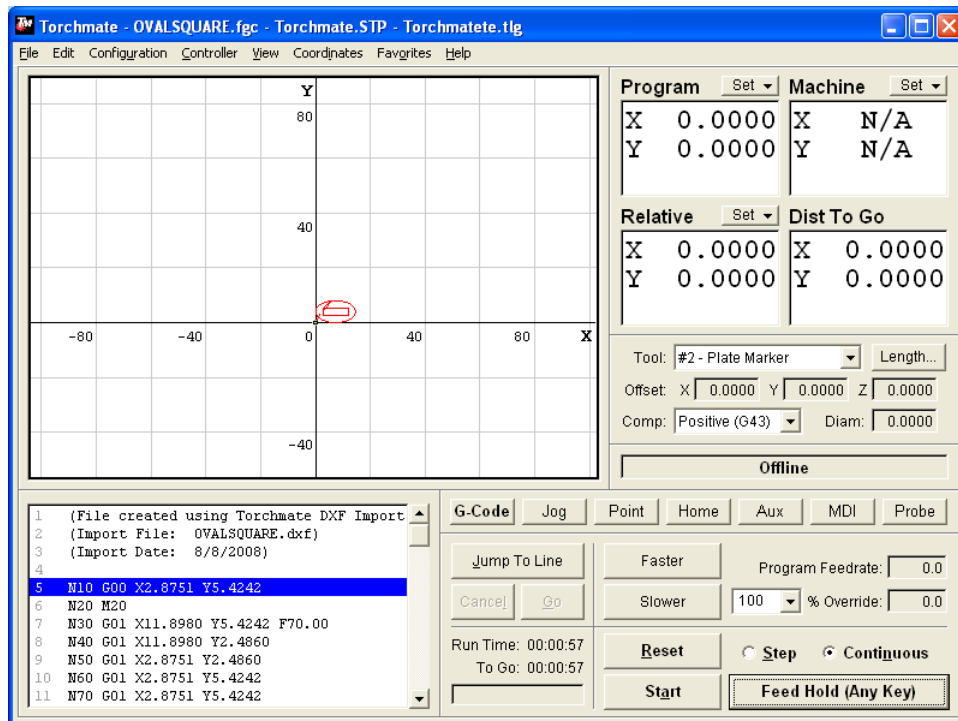 Torchmate - OVALSQUARE.fgc - Torchmate.STP - Torchmatete.tlg
File Edit Configuration Controller View Coordinates Favorites Help
Y
80
40
-80 -40 0 40 80 X
-40
Program Set
X 0.0000
Y 0.0000
Machine Set
X N/A
Y N/A
Relative Set
X 0.0000
Y 0.0000
Dist To Go
X 0.0000
Y 0.0000
Tool: #2 - Plate Marker Length...
Offset: X 0.0000 Y 0.0000 Z 0.0000
Comp: Positive (G43) Diam: 0.0000
Offline
1 (File created using Torchmate DXF Import
2 (Import File: OVALSQUARE.dxf)
3 (Import Date: 8/8/2008)
4
5 N10 G00 X2.8751 Y5.4242
6 N20 M20
7 N30 G01 X11.8980 Y5.4242 F70.00
8 N40 G01 X11.8980 Y2.4860
9 N50 G01 X2.8751 Y2.4860
10 N60 G01 X2.8751 Y5.4242
11 N70 G01 X2.8751 Y5.4242
G-Code Jog Point Home Aux MDI Probe
Jump To Line
Cancel Go
Run Time: 00:00:57
To Go: 00:00:57
Faster
Slower
Program Feedrate: 0.0
100 % Override: 0.0
Reset
Step Continuous
Start
Feed Hold (Any Key)